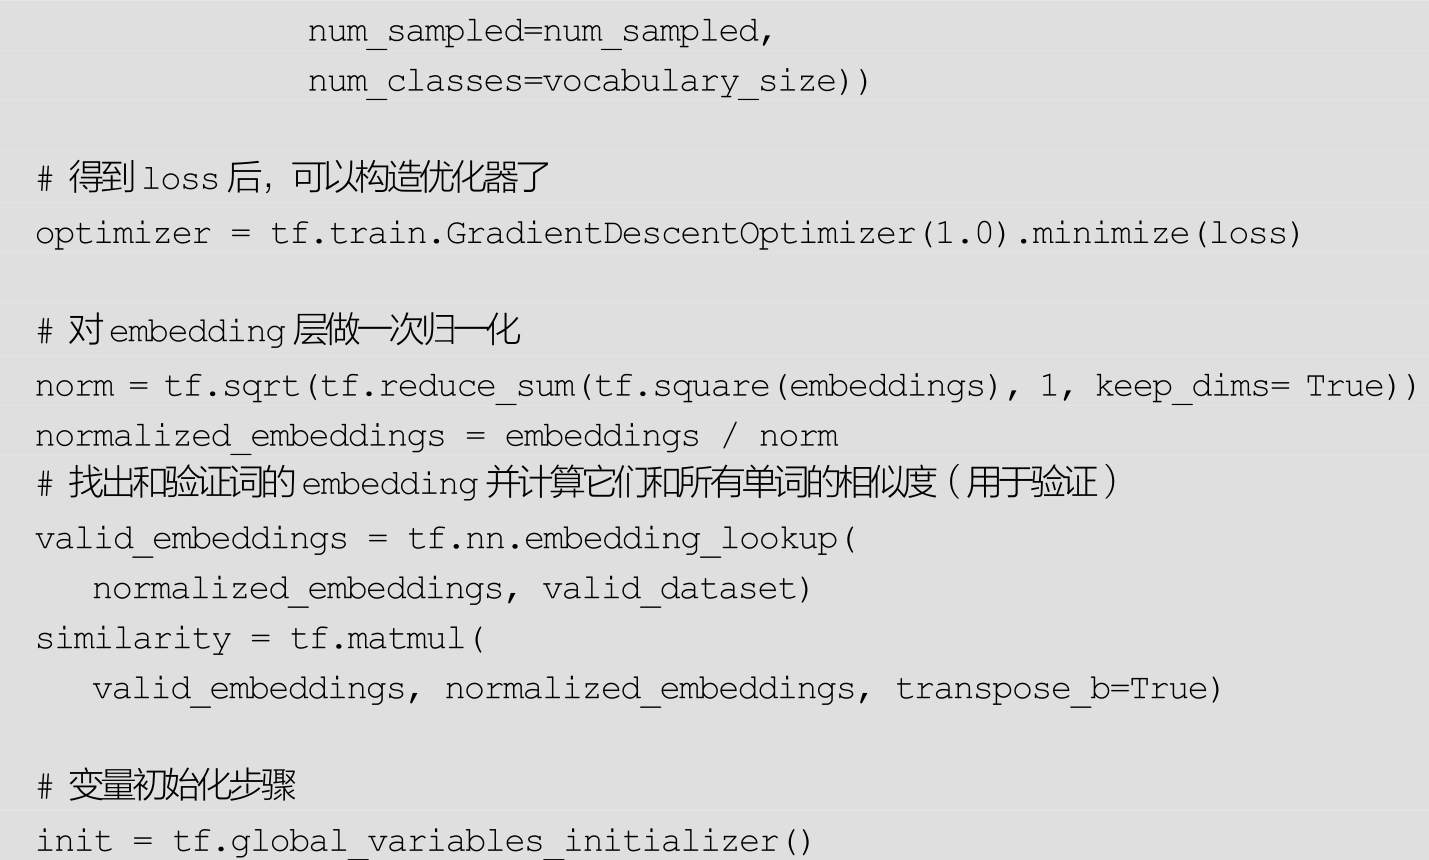 num_sampled=num_sampled,
num_classes=vocabulary_size))
# 得到 loss 后，可以构造优化器了
optimizer = tf.train.GradientDescentOptimizer(1.0).minimize(loss)
# 对 embedding 层做一次归一化
norm = tf.sqrt(tf.reduce_sum(tf.square(embeddings), 1, keep_dims= True))
normalized_embeddings = embeddings / norm
# 找出和验证词的 embedding 并计算它们和所有单词的相似度（用于验证）
valid_embeddings = tf.nn.embedding_lookup(
normalized_embeddings, valid_dataset)
similarity = tf.matmul(
valid_embeddings, normalized_embeddings, transpose_b=True)
# 变量初始化步骤
init = tf.global_variables_initializer()